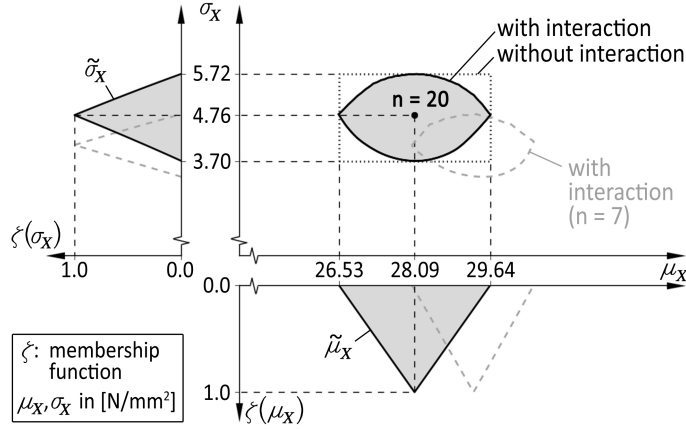 σₓ
with interaction
without interaction
σ̃ₓ
5.72
n = 20
4.76
3.70
with
interaction
(n = 7)
ζ(σₓ)
1.0
0.0
26.53
28.09
29.64
μₓ
0.0
μ̃ₓ
1.0
ζ(μₓ)
ζ: membership
function
μₓ,σₓ in [N/mm²]